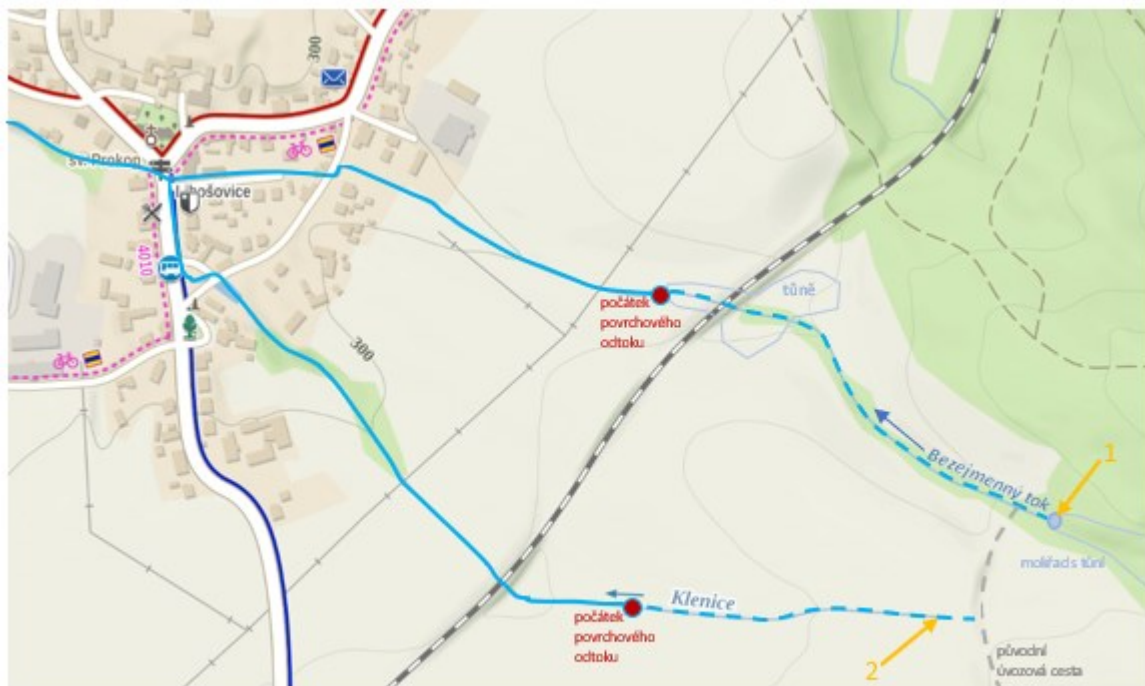 300
sv. Prokop
Libošovice
4010
300
tůně
počátek
povrchového
odtoku
1
Bezejmenný tok
mokřad s tůní
Klenice
počátek
povrchového
odtoku
2
původní
úvozová cesta